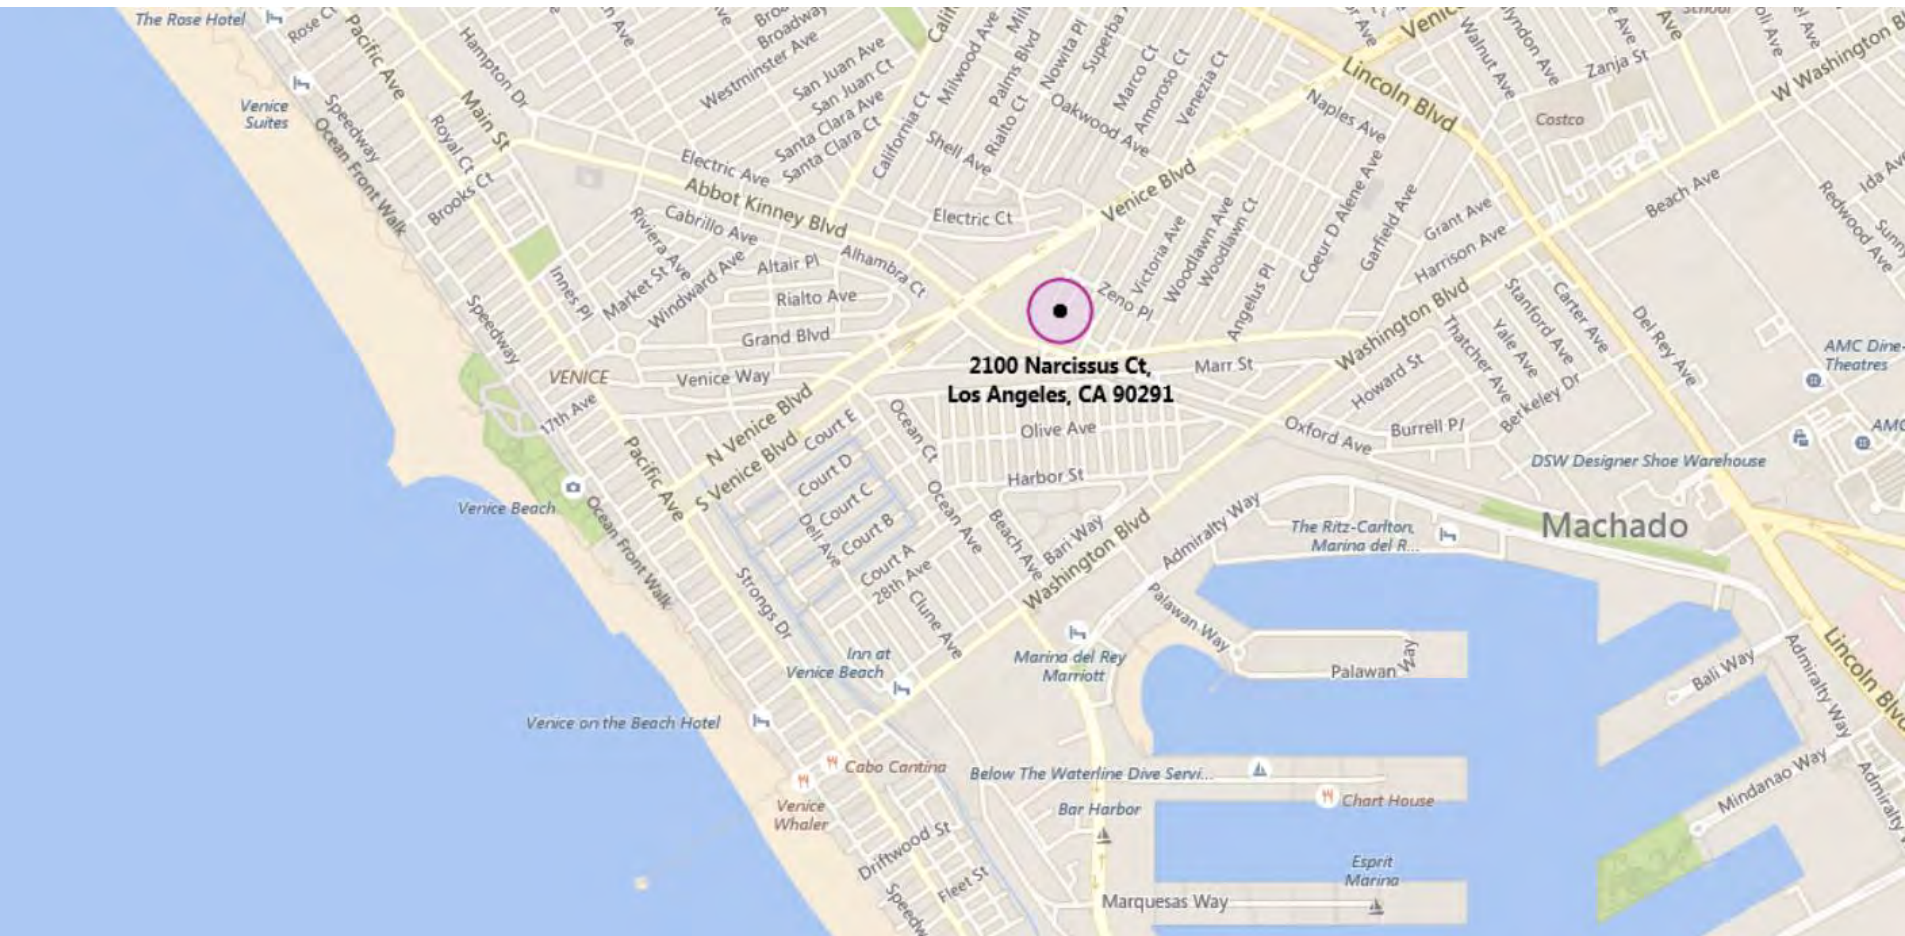 The Rose Hotel
Rose Ct
Pacific Ave
Hampton Dr
Broadway
Westminster Ave
San Juan Ave
San Juan Ct
Santa Clara Ave
Santa Clara Ct
California Ct
Milwood Ave
Palms Blvd
Rialto Ct
Nowita Pl
Superba
Marco Ct
Amoroso Ct
Venezia Ct
Oakwood Ave
Shell Ave
Lincoln Blvd
Naples Ave
Walnut Ave
Zanja St
W Washington B
Costco
Venice
Suites
Speedway
Ocean Front Walk
Main St
Royal Ct
Brooks Ct
Electric Ave
Abbot Kinney Blvd
Cabrillo Ave
Riviera Ave
Market St
Windward Ave
Altair Pl
Alhambra Ct
Electric Ct
Venice Blvd
Victoria Ave
Woodlawn Ave
Woodlawn Ct
Zeno Pl
Angelus Pl
Coeur D Alene Ave
Garfield Ave
Grant Ave
Harrison Ave
Beach Ave
Redwood Ave
Ida Ave
Innes Pl
Rialto Ave
Grand Blvd
Speedway
VENICE
Venice Way
17th Ave
2100 Narcissus Ct,
Los Angeles, CA 90291
Marr St
Washington Blvd
Stanford Ave
Carter Ave
Yale Ave
Thatcher Ave
Howard St
Berkeley Dr
Burrell Pl
Oxford Ave
Del Rey Ave
AMC Dine-
Theatres
AMC
DSW Designer Shoe Warehouse
Machado
N Venice Blvd
S Venice Blvd
Pacific Ave
Court E
Court D
Court C
Court B
Court A
Dell Ave
28th Ave
Clune Ave
Ocean Ct
Ocean Ave
Olive Ave
Harbor St
Beach Ave
Bari Way
Washington Blvd
Admiralty Way
The Ritz-Carlton,
Marina del R...
Venice Beach
Ocean Front Walk
Strongs Dr
Inn at
Venice Beach
Marina del Rey
Marriott
Palawan Way
Palawan Way
Bali Way
Admiralty Way
Lincoln Blvd
Venice on the Beach Hotel
Cabo Cantina
Venice
Whaler
Below The Waterline Dive Servi...
Bar Harbor
Chart House
Mindanao Way
Admiralty
Driftwood St
Fleet St
Speedw
Esprit
Marina
Marquesas Way